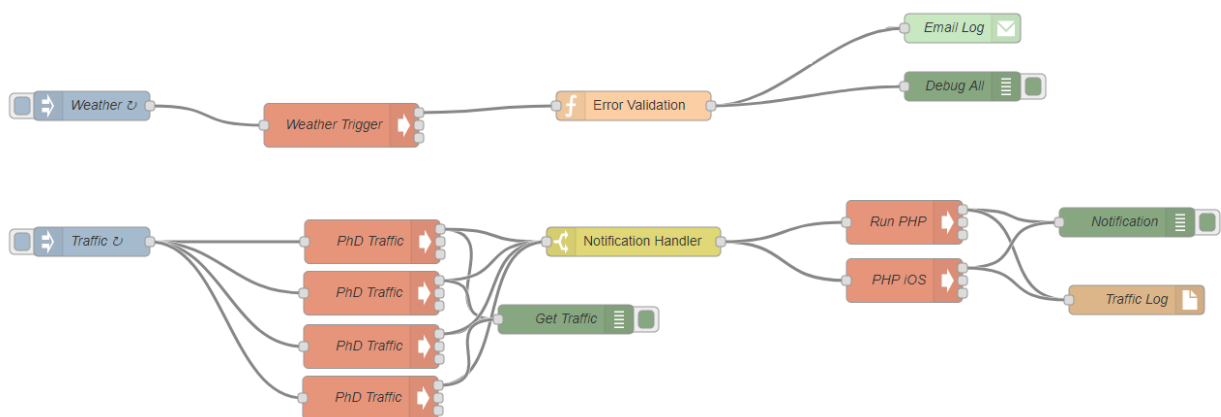 Email Log
Weather ↻
Debug All
Error Validation
Weather Trigger
Run PHP
Notification
Traffic ↻
PhD Traffic
Notification Handler
PHP iOS
PhD Traffic
Traffic Log
Get Traffic
PhD Traffic
PhD Traffic